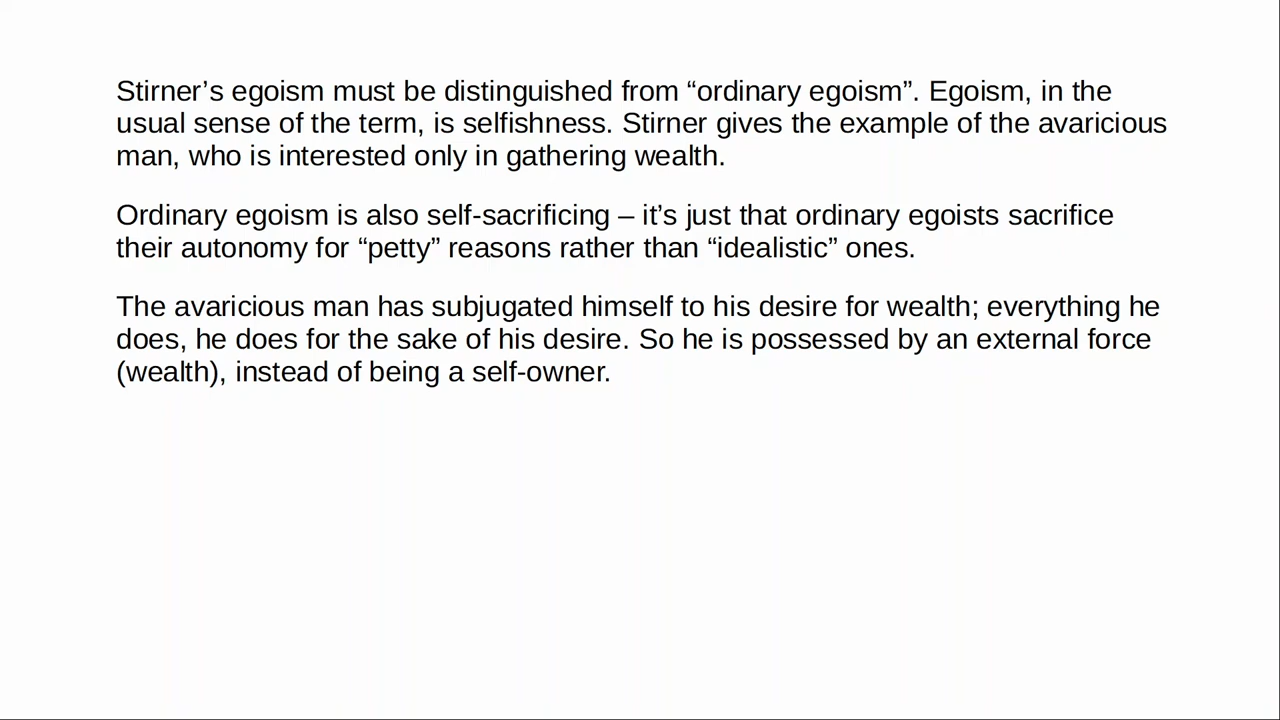 Stirner’s egoism must be distinguished from “ordinary egoism”. Egoism, in the
usual sense of the term, is selfishness. Stirner gives the example of the avaricious
man, who is interested only in gathering wealth.
Ordinary egoism is also self-sacrificing – it’s just that ordinary egoists sacrifice
their autonomy for “petty” reasons rather than “idealistic” ones.
The avaricious man has subjugated himself to his desire for wealth; everything he
does, he does for the sake of his desire. So he is possessed by an external force
(wealth), instead of being a self-owner.